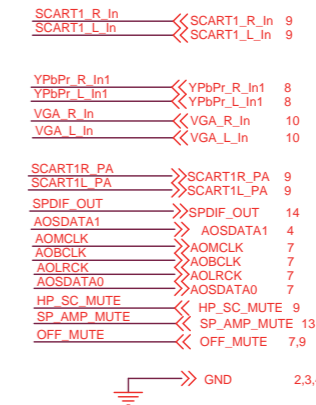 SCART1_R_In SCART1_R_In 9
SCART1_L_In SCART1_L_In 9
YPbPr_R_In1 YPbPr_R_In1 8
YPbPr_L_In1 YPbPr_L_In1 8
VGA_R_In VGA_R_In 10
VGA_L_In VGA_L_In 10
SCART1R_PA SCART1R_PA 9
SCART1L_PA SCART1L_PA 9
SPDIF_OUT SPDIF_OUT 14
AOSDATA1 AOSDATA1 4
AOMCLK AOMCLK 7
AOBCLK AOBCLK 7
AOLRCK AOLRCK 7
AOSDATA0 AOSDATA0 7
HP_SC_MUTE HP_SC_MUTE 9
SP_AMP_MUTE SP_AMP_MUTE 13
OFF_MUTE OFF_MUTE 7,9
GND 2,3,